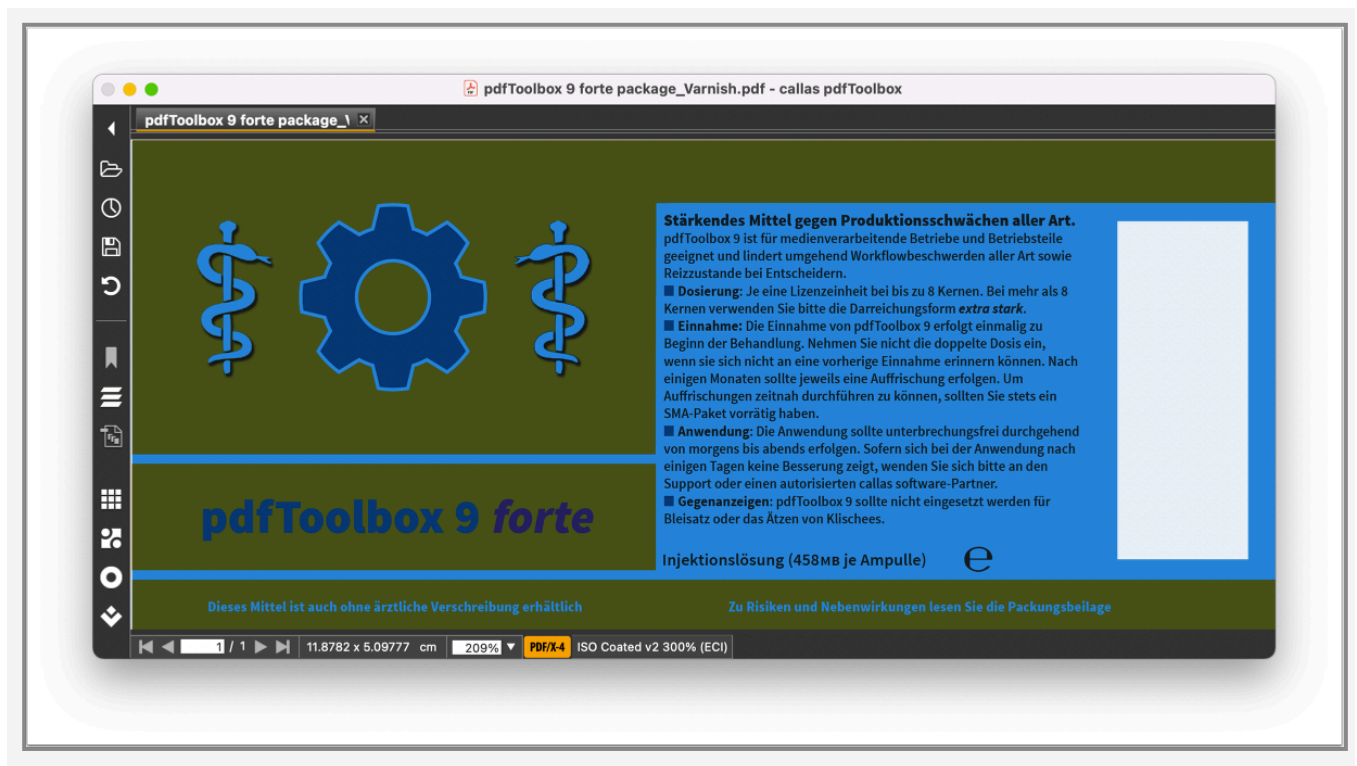 pdfToolbox 9 forte package_Varnish.pdf - callas pdfToolbox
pdfToolbox 9 forte package_\
Stärkendes Mittel gegen Produktionsschwächen aller Art.
pdfToolbox 9 ist für medienverarbeitende Betriebe und Betriebsteile
geeignet und lindert umgehend Workflowbeschwerden aller Art sowie
Reizzustande bei Entscheidern.
Dosierung: Je eine Lizenzeinheit bei bis zu 8 Kernen. Bei mehr als 8
Kernen verwenden Sie bitte die Darreichungsform extra stark.
Einnahme: Die Einnahme von pdfToolbox 9 erfolgt einmalig zu
Beginn der Behandlung. Nehmen Sie nicht die doppelte Dosis ein,
wenn sie sich nicht an eine vorherige Einnahme erinnern können. Nach
einigen Monaten sollte jeweils eine Auffrischung erfolgen. Um
Auffrischungen zeitnah durchführen zu können, sollten Sie stets ein
SMA-Paket vorrätig haben.
Anwendung: Die Anwendung sollte unterbrechungsfrei durchgehend
von morgens bis abends erfolgen. Sofern sich bei der Anwendung nach
einigen Tagen keine Besserung zeigt, wenden Sie sich bitte an den
Support oder einen autorisierten callas software-Partner.
Gegenanzeigen: pdfToolbox 9 sollte nicht eingesetzt werden für
Bleisatz oder das Ätzen von Klischees.
pdfToolbox 9 forte
Injektionslösung (458MB je Ampulle) ℮
Dieses Mittel ist auch ohne ärztliche Verschreibung erhältlich
Zu Risiken und Nebenwirkungen lesen Sie die Packungsbeilage
1 / 1 11.8782 x 5.09777 cm 209% PDF/X-4 ISO Coated v2 300% (ECI)